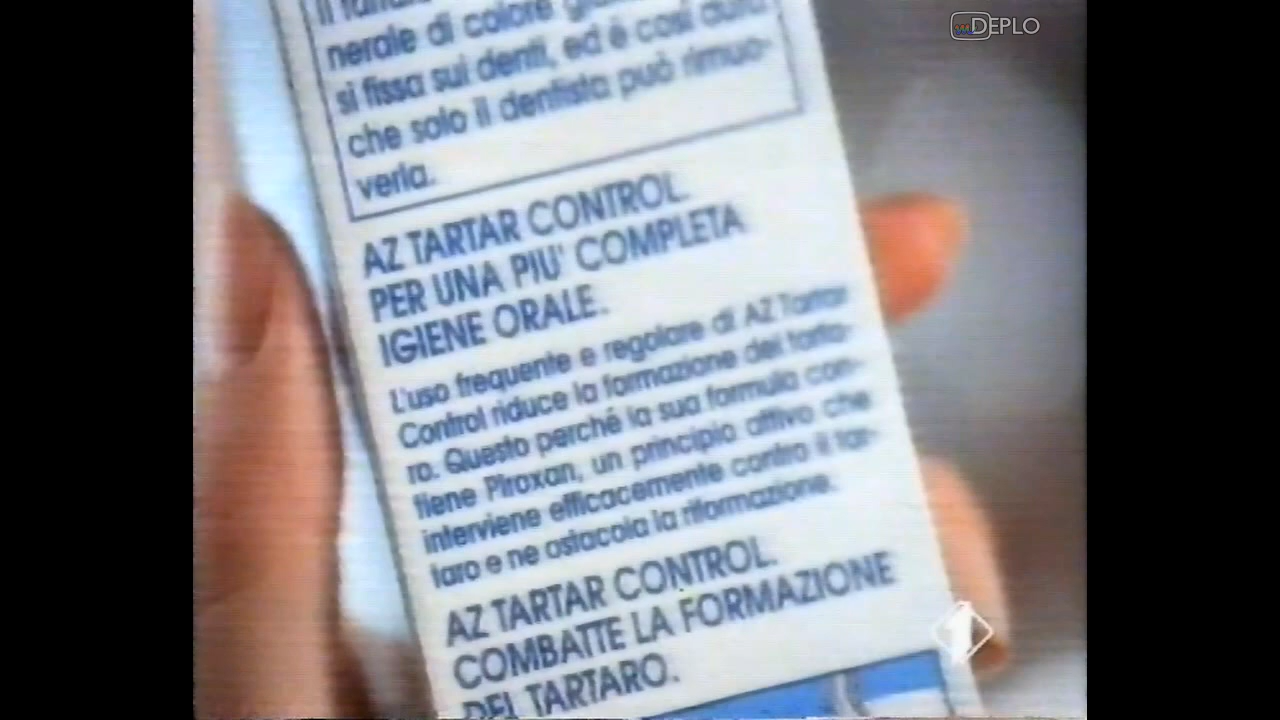 DEPLO
Il
nerale di colore
si fissa sui denti, ed è così dura
che solo il dentista può rimuo-
verla.
AZ TARTAR CONTROL.
PER UNA PIU' COMPLETA
IGIENE ORALE.
L'uso frequente e regolare di AZ Tartar
Control riduce la formazione del tarta-
ro. Questo perché la sua formula con-
tiene Piroxan, un principio attivo che
interviene efficacemente contro il tar-
taro e ne ostacola la riformazione.
AZ TARTAR CONTROL.
COMBATTE LA FORMAZIONE
DEL TARTARO.
1